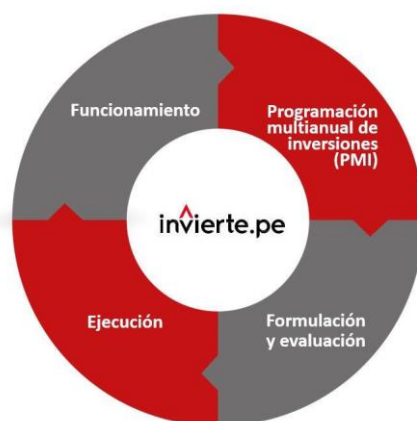 Funcionamiento
Programación
multianual de
inversiones
(PMI)
invierte.pe
Ejecución
Formulación
y evaluación